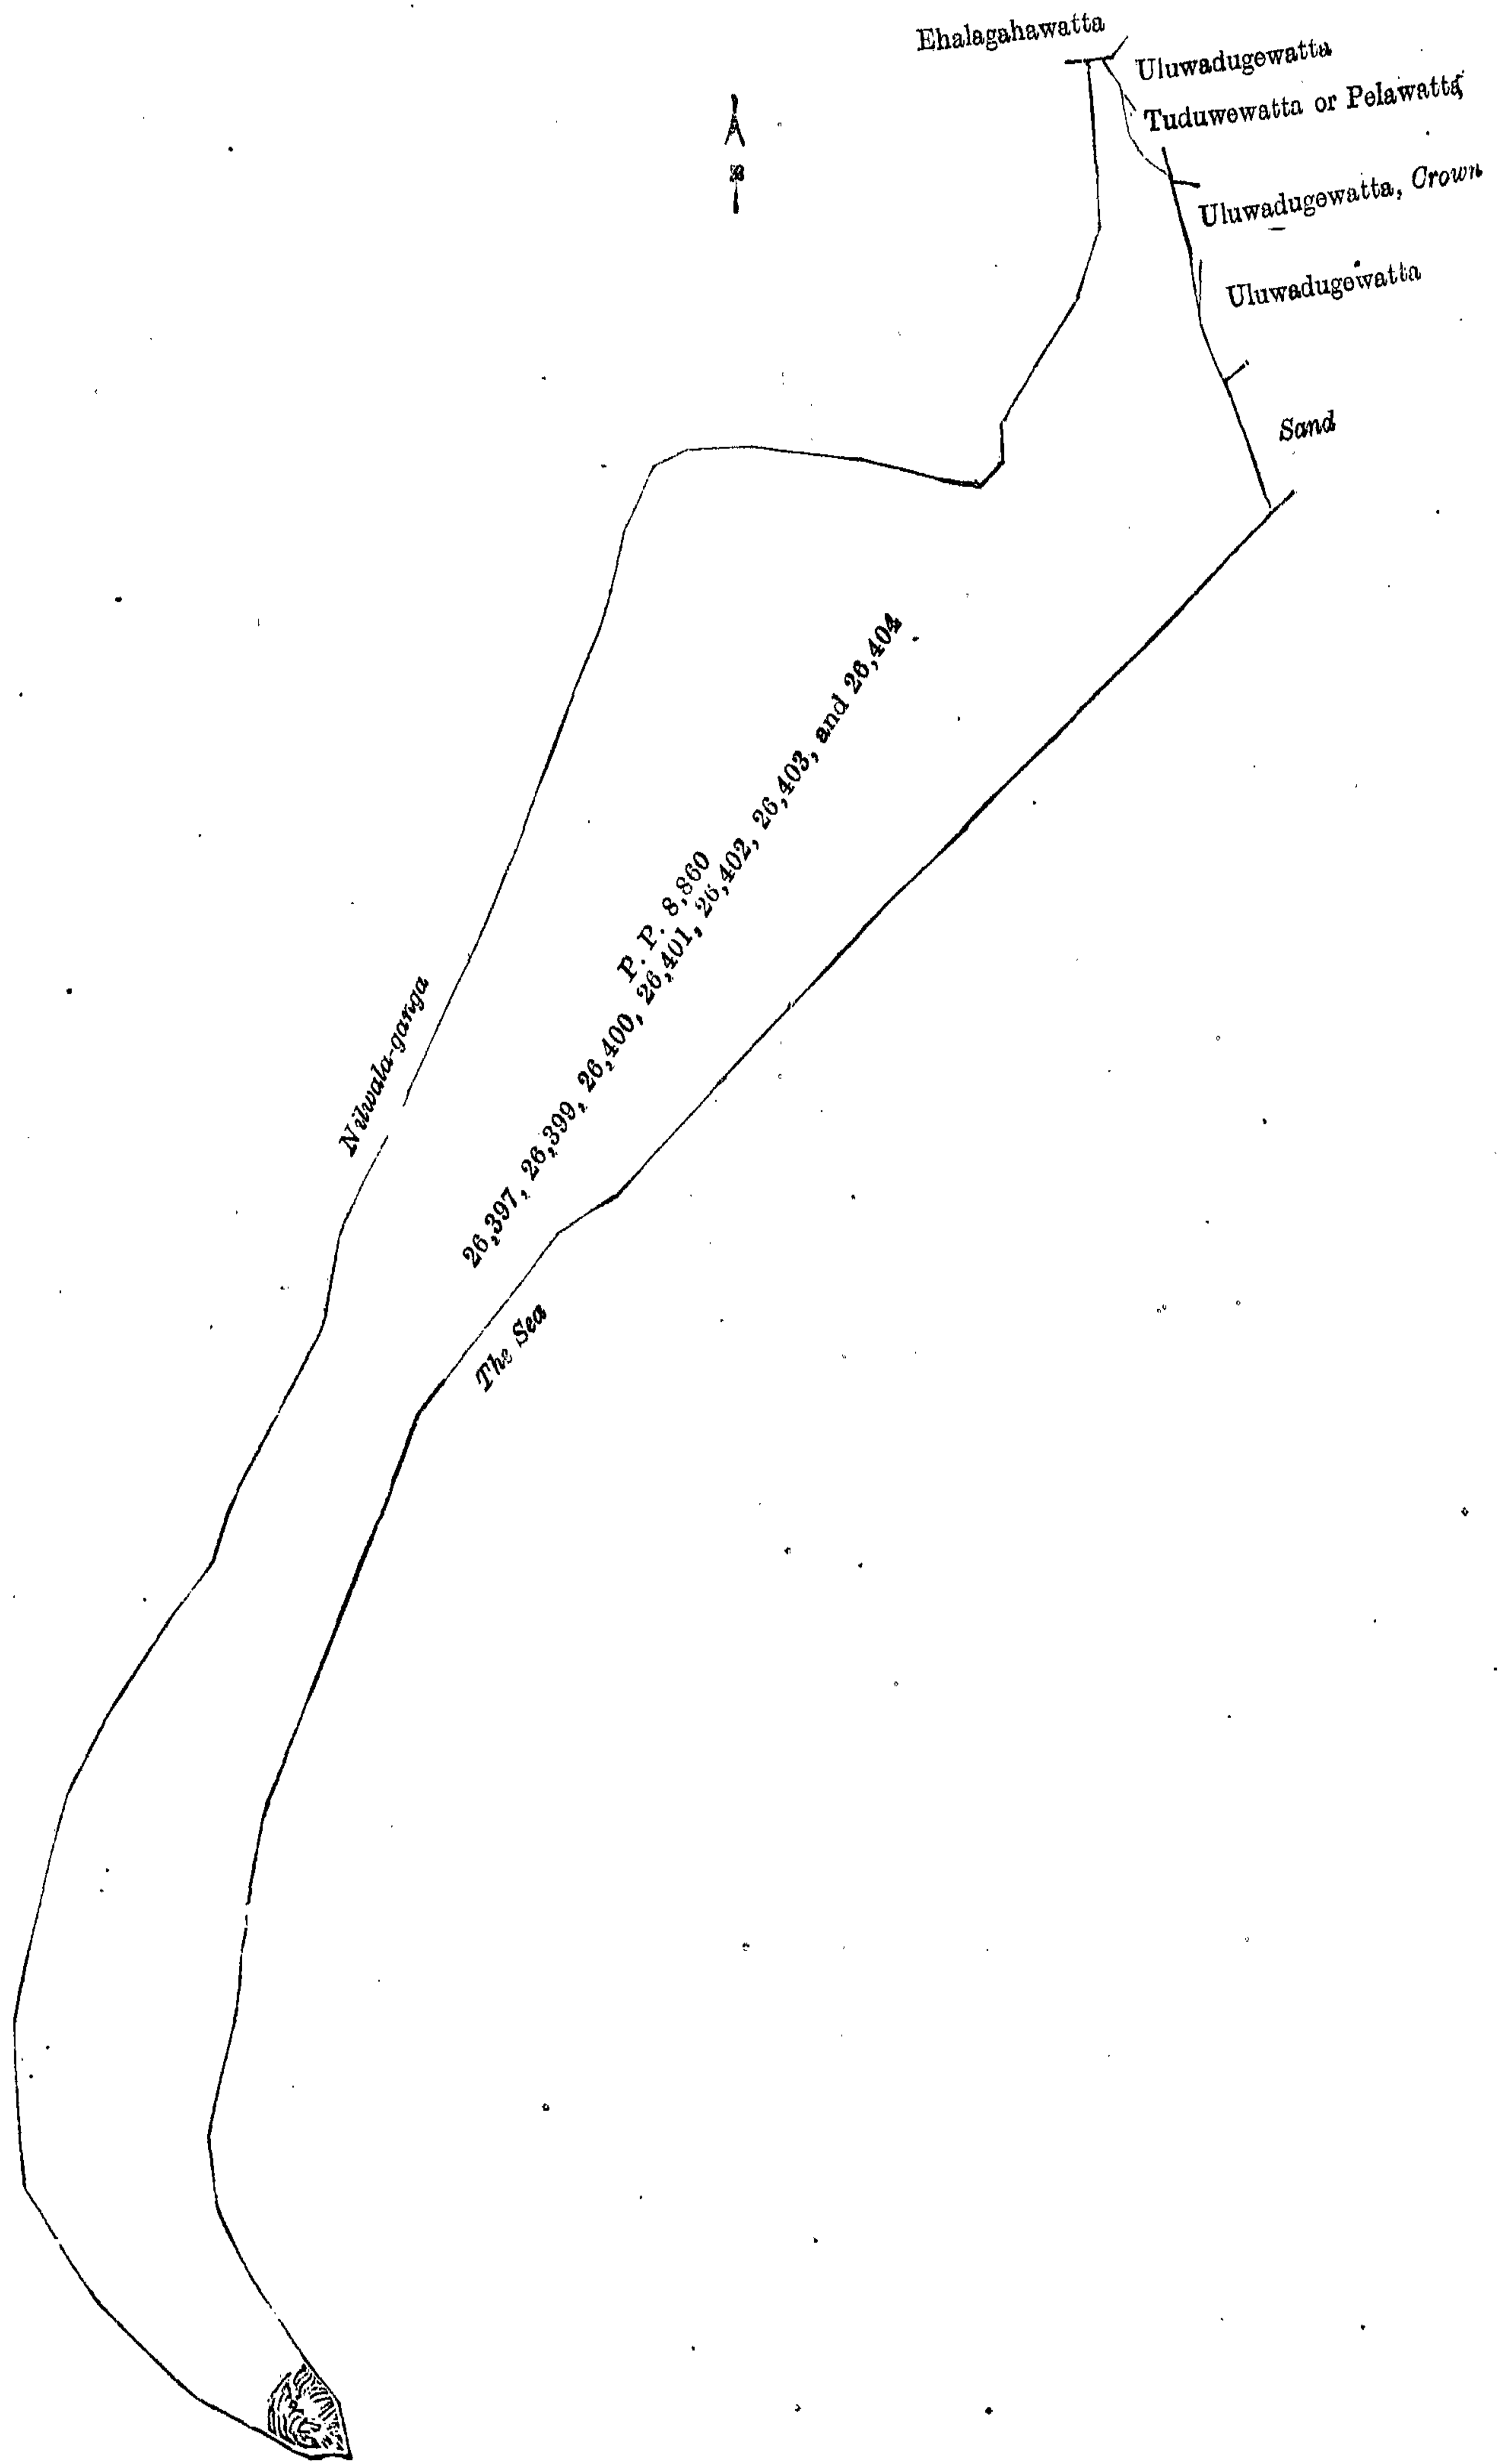 Ehalagahawatta
Uluwadugewatta
Tuduwewatta or Pelawatta
Uluwadugewatta, Crown
Uluwadugewatta
Sand
P. P. 8,860
26,397, 26,399, 26,400, 26,401, 26,402, 26,403, and 26,404
Nilwala-ganga
The Sea